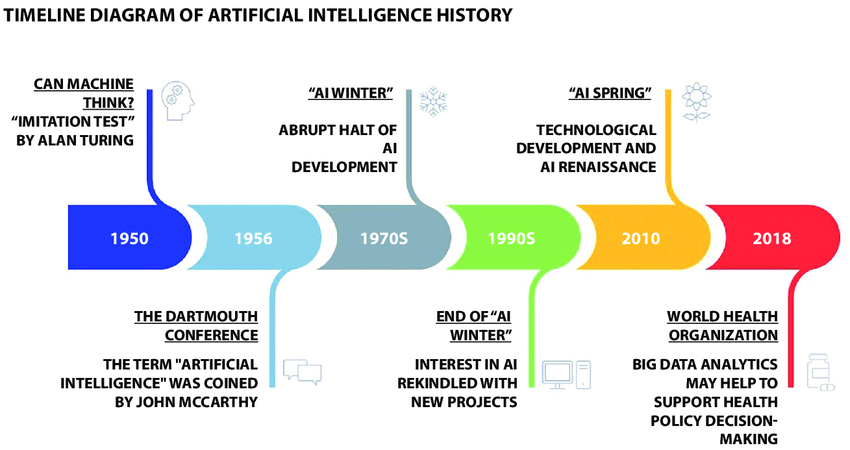 TIMELINE DIAGRAM OF ARTIFICIAL INTELLIGENCE HISTORY
CAN MACHINE
THINK?
“IMITATION TEST”
BY ALAN TURING
“AI WINTER”
ABRUPT HALT OF
AI
DEVELOPMENT
“AI SPRING”
TECHNOLOGICAL
DEVELOPMENT AND
AI RENAISSANCE
1950
1956
1970S
1990S
2010
2018
THE DARTMOUTH
CONFERENCE
THE TERM "ARTIFICIAL
INTELLIGENCE" WAS COINED
BY JOHN MCCARTHY
END OF “AI
WINTER”
INTEREST IN AI
REKINDLED WITH
NEW PROJECTS
WORLD HEALTH
ORGANIZATION
BIG DATA ANALYTICS
MAY HELP TO
SUPPORT HEALTH
POLICY DECISION-
MAKING